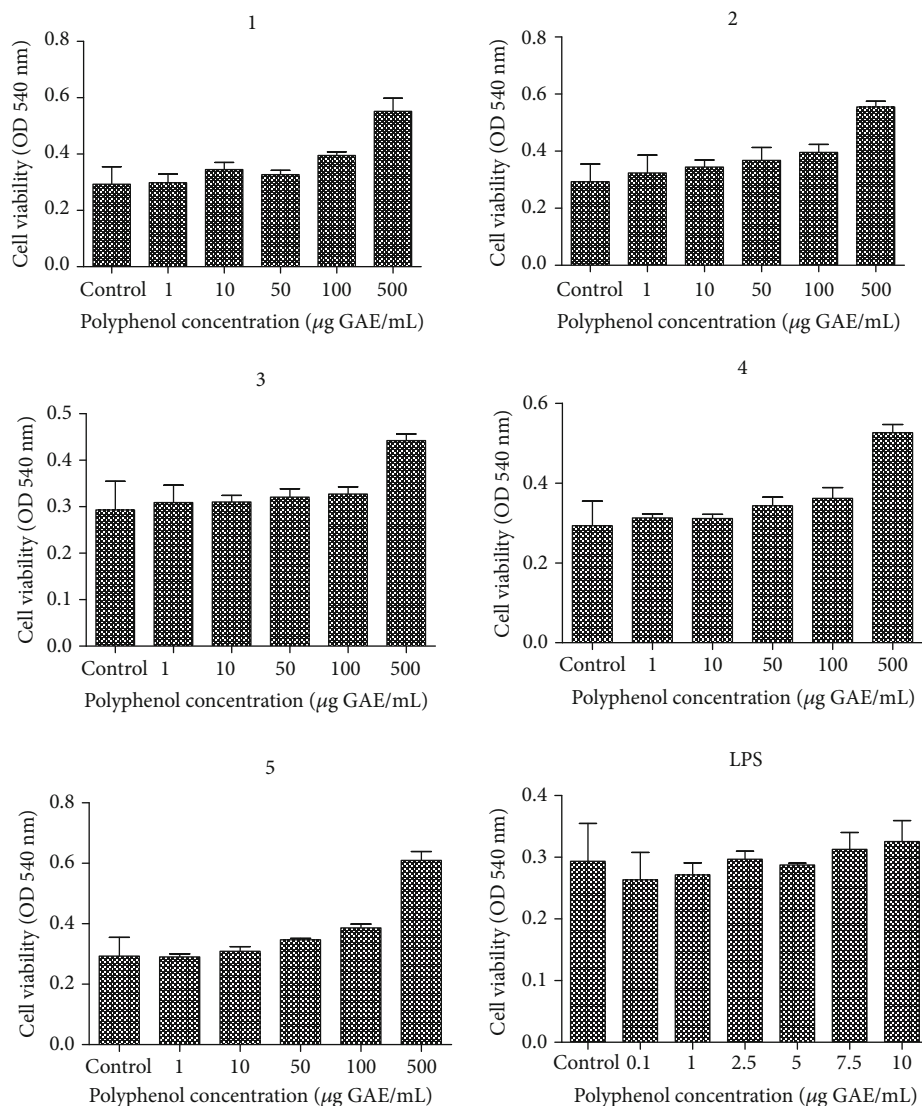 1
Cell viability (OD 540 nm)
0.8
0.6
0.4
0.2
0.0
Control 1 10 50 100 500
Polyphenol concentration (μg GAE/mL)
2
Cell viability (OD 540 nm)
0.8
0.6
0.4
0.2
0.0
Control 1 10 50 100 500
Polyphenol concentration (μg GAE/mL)
3
Cell viability (OD 540 nm)
0.5
0.4
0.3
0.2
0.1
0.0
Control 1 10 50 100 500
Polyphenol concentration (μg GAE/mL)
4
Cell viability (OD 540 nm)
0.6
0.4
0.2
0.0
Control 1 10 50 100 500
Polyphenol concentration (μg GAE/mL)
5
Cell viability (OD 540 nm)
0.8
0.6
0.4
0.2
0.0
Control 1 10 50 100 500
Polyphenol concentration (μg GAE/mL)
LPS
Cell viability (OD 540 nm)
0.4
0.3
0.2
0.1
0.0
Control 0.1 1 2.5 5 7.5 10
Polyphenol concentration (μg GAE/mL)